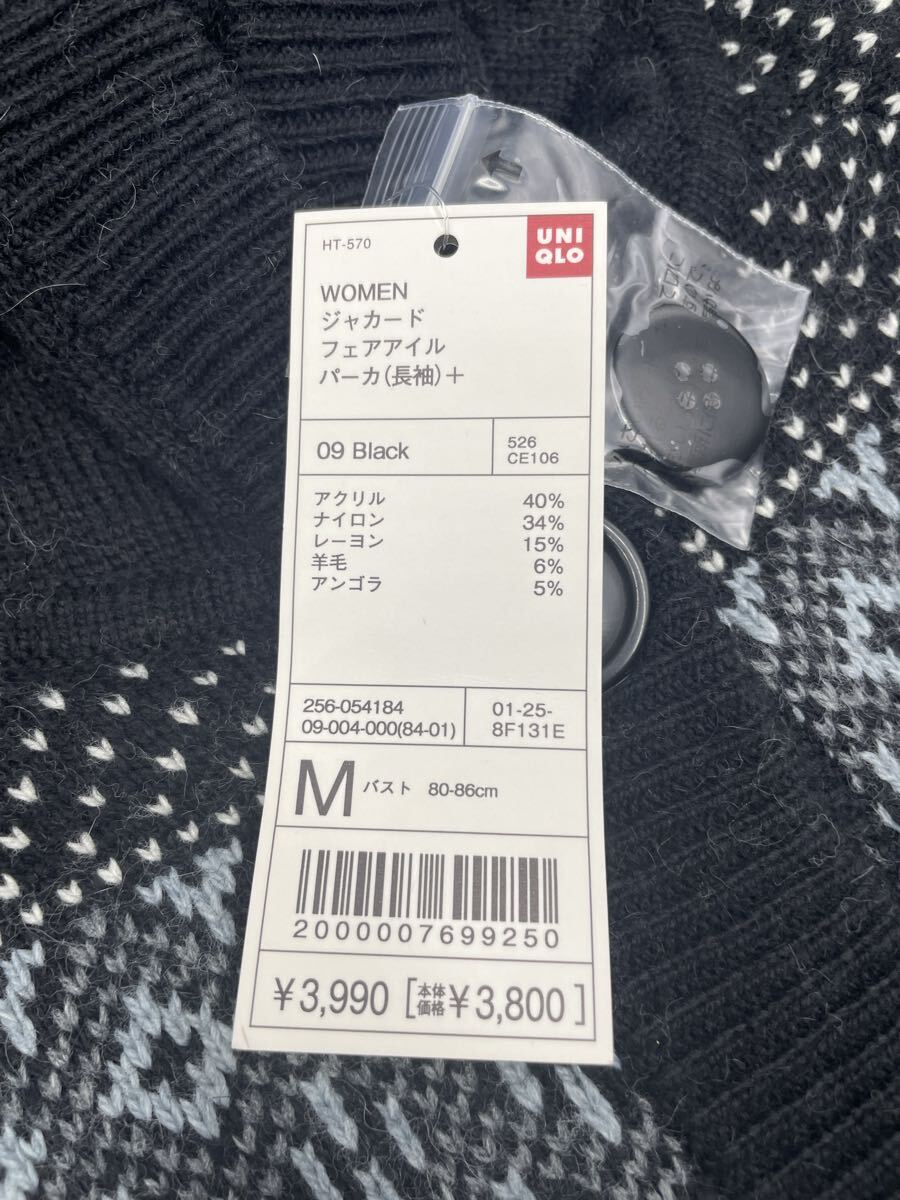 HT-570
UNI
QLO
WOMEN
ジャカード
フェアアイル
パーカ(長袖)+
09 Black
526
CE106
アクリル 40%
ナイロン 34%
レーヨン 15%
羊毛 6%
アンゴラ 5%
256-054184
09-004-000(84-01)
01-25-
8F131E
M バスト 80-86cm
2000007699250
¥3,990 [本体価格¥3,800]